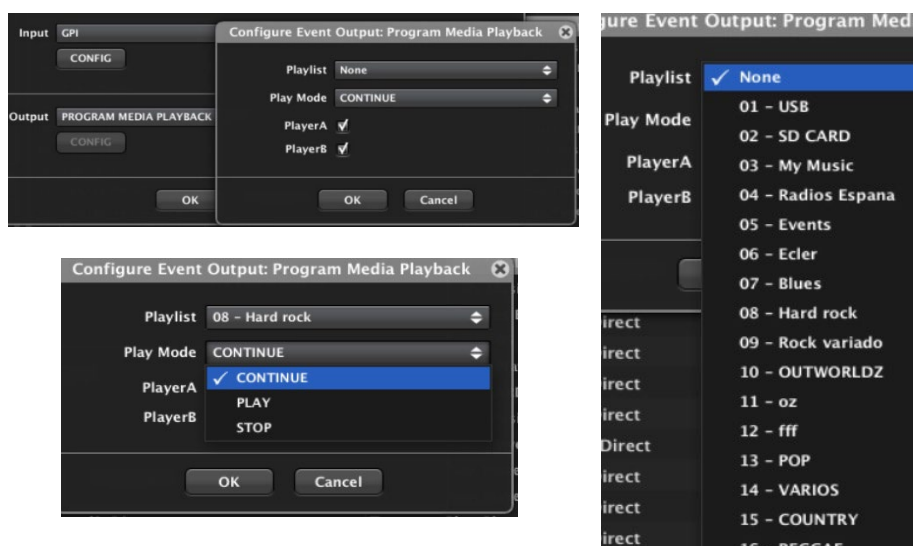 Input GPI
CONFIG
Output PROGRAM MEDIA PLAYBACK
CONFIG
OK
Configure Event Output: Program Media Playback
Playlist None
Play Mode CONTINUE
PlayerA
PlayerB
OK Cancel
Configure Event Output: Program Media Playback
Playlist 08 - Hard rock
Play Mode CONTINUE
PlayerA
PlayerB
CONTINUE
PLAY
STOP
OK Cancel
gure Event Output: Program Med
Playlist
Play Mode
PlayerA
PlayerB
None
01 - USB
02 - SD CARD
03 - My Music
04 - Radios Espana
05 - Events
06 - Ecler
07 - Blues
08 - Hard rock
09 - Rock variado
10 - OUTWORLDZ
11 - oz
12 - fff
13 - POP
14 - VARIOS
15 - COUNTRY
irect
irect
irect
irect
Direct
irect
irect
irect